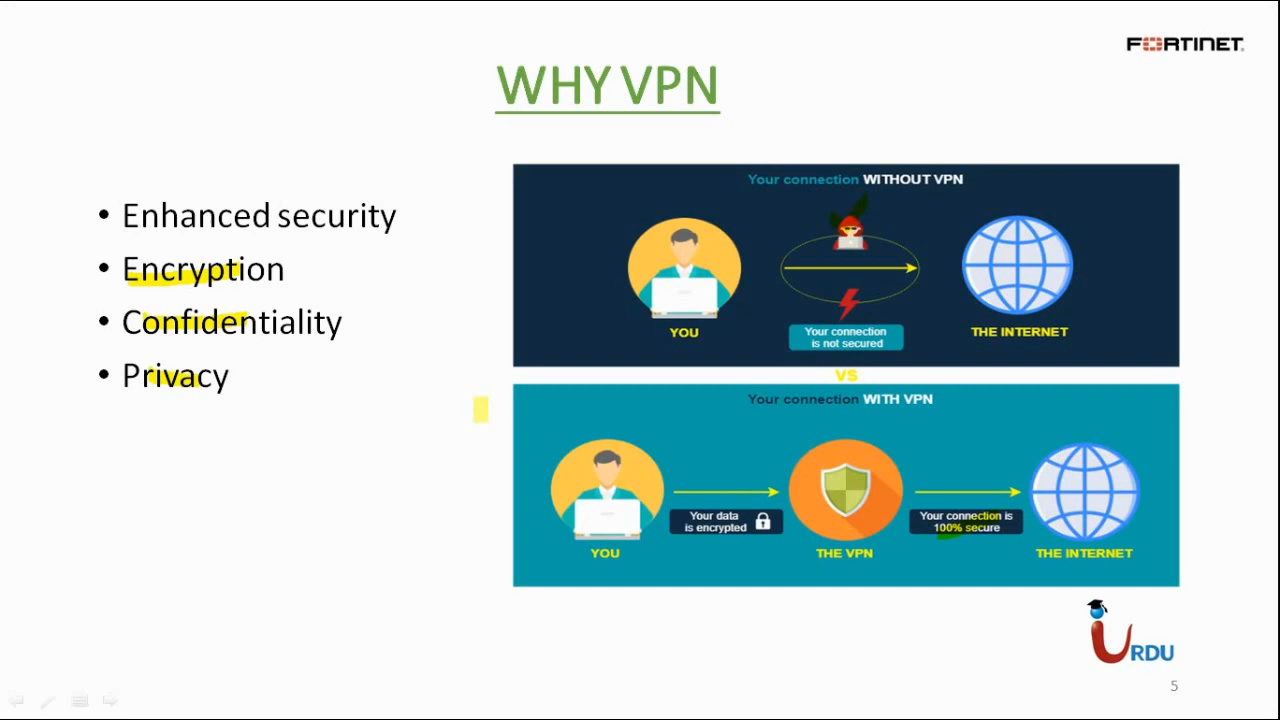 FORTINET
WHY VPN
• Enhanced security
• Encryption
• Confidentiality
• Privacy
Your connection WITHOUT VPN
YOU
Your connection
is not secured
THE INTERNET
VS
Your connection WITH VPN
YOU
Your data
is encrypted
THE VPN
Your connection is
100% secure
THE INTERNET
iURDU
5